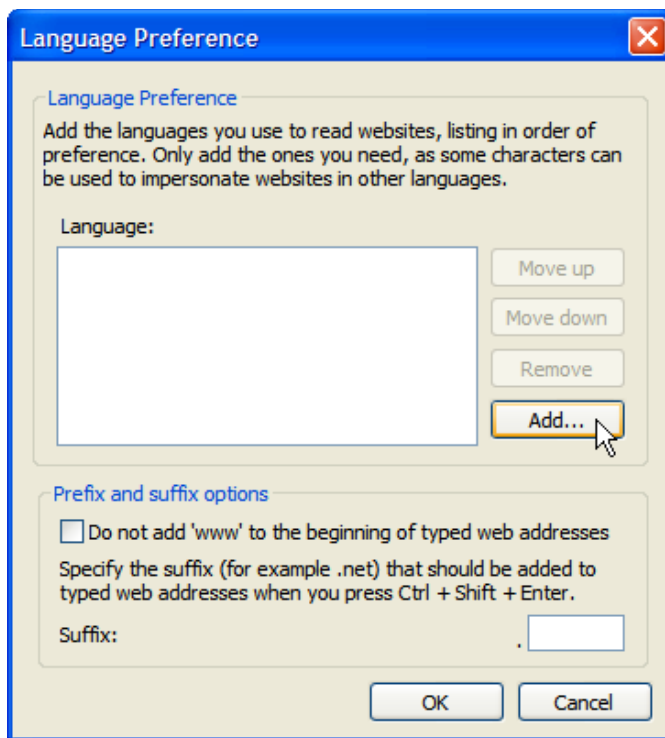 Language Preference
Language Preference
Add the languages you use to read websites, listing in order of
preference. Only add the ones you need, as some characters can
be used to impersonate websites in other languages.
Language:
Move up
Move down
Remove
Add...
Prefix and suffix options
Do not add 'www' to the beginning of typed web addresses
Specify the suffix (for example .net) that should be added to
typed web addresses when you press Ctrl + Shift + Enter.
Suffix: .
OK Cancel